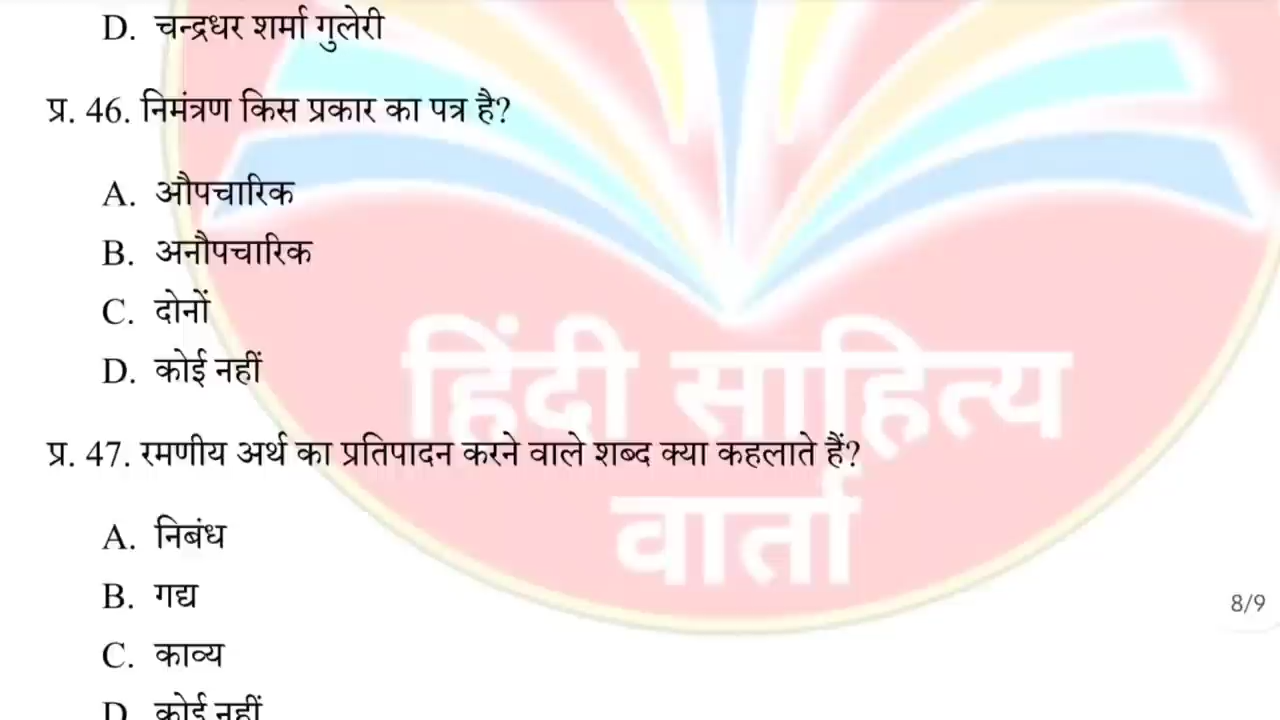 D. चन्द्रधर शर्मा गुलेरी
प्र. 46. निमंत्रण किस प्रकार का पत्र है?
A. औपचारिक
B. अनौपचारिक
C. दोनों
D. कोई नहीं
हिंदी साहित्य
वार्ता
प्र. 47. रमणीय अर्थ का प्रतिपादन करने वाले शब्द क्या कहलाते हैं?
A. निबंध
B. गद्य
8/9
C. काव्य
D. कोई नहीं